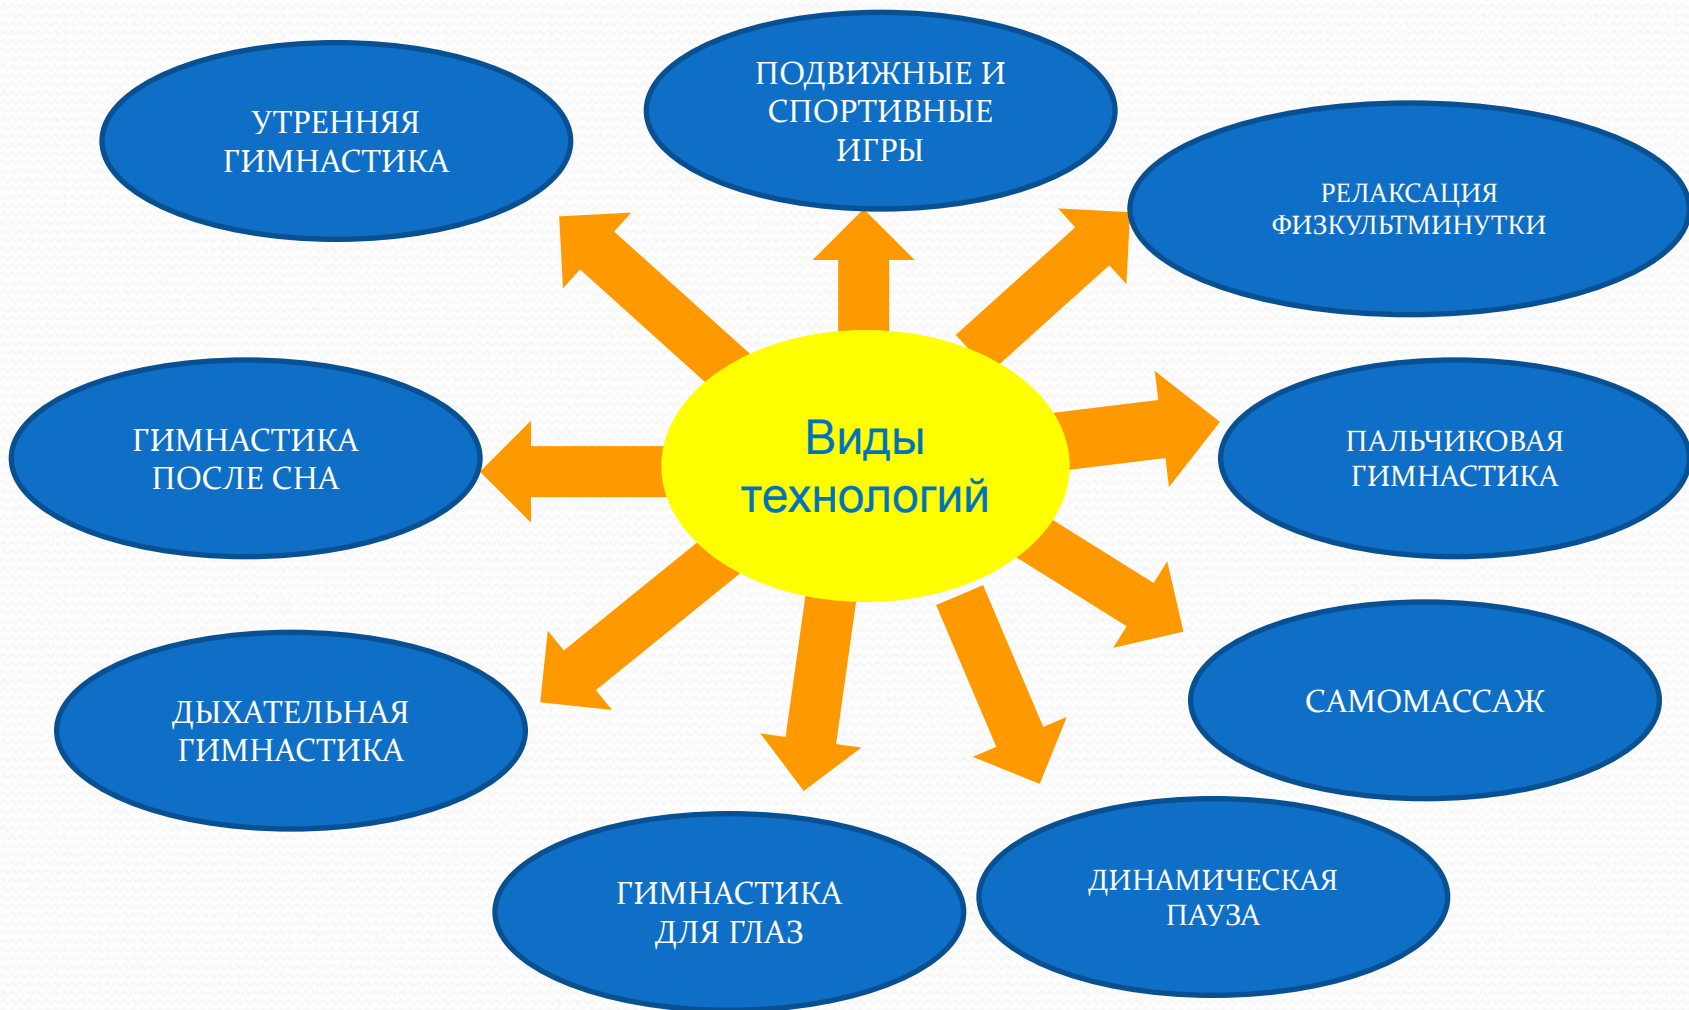 ПОДВИЖНЫЕ И
СПОРТИВНЫЕ
ИГРЫ
УТРЕННЯЯ
ГИМНАСТИКА
РЕЛАКСАЦИЯ
ФИЗКУЛЬТМИНУТКИ
Виды
технологий
ГИМНАСТИКА
ПОСЛЕ СНА
ПАЛЬЧИКОВАЯ
ГИМНАСТИКА
ДЫХАТЕЛЬНАЯ
ГИМНАСТИКА
САМОМАССАЖ
ГИМНАСТИКА
ДЛЯ ГЛАЗ
ДИНАМИЧЕСКАЯ
ПАУЗА